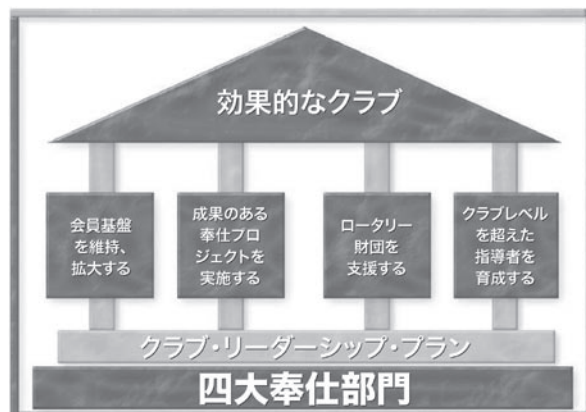 効果的なクラブ
会員基盤
を維持、
拡大する
成果のある
奉仕プロ
ジェクトを
実施する
ロータリー
財団を
支援する
クラブレベル
を超えた
指導者を
育成する
クラブ・リーダーシップ・プラン
四大奉仕部門